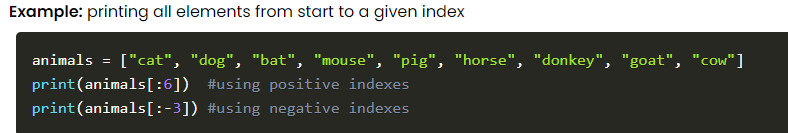 Example: printing all elements from start to a given index
animals = ["cat", "dog", "bat", "mouse", "pig", "horse", "donkey", "goat", "cow"]
print(animals[:6])  #using positive indexes
print(animals[:-3]) #using negative indexes